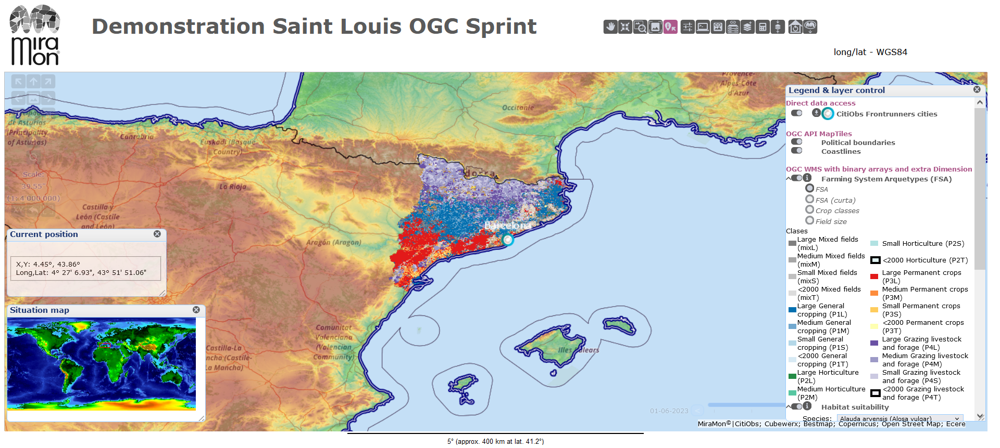 mira
mon®
Demonstration Saint Louis OGC Sprint
long/lat - WGS84
Provence-
Alpes-Côte
d'Azur
Occitanie
de Asturias
(Principality
of Asturias)
Cantabria
Euskadi (Basque
Country)
dorra
La Rioja
Castilla y
León (Castile
and León)
Aragón (Aragon)
Barcelona
Comunitat
Valenciana
(Valencian
Community)
Castilla-La
ncha (Castile-
La Mancha)
Illes Balears
Scale:
39.55"
(1: 4 000 000)
XY
Current position
X,Y: 4.45°, 43.86°
Long,Lat: 4° 27' 6.93", 43° 51' 51.06"
Situation map
Legend & layer control
Direct data access
CitiObs Frontrunners cities
OGC API MapTiles
Political boundaries
Coastlines
OGC WMS with binary arrays and extra Dimension
Farming System Arquetypes (FSA)
FSA
FSA (curta)
Crop classes
Field size
Clases
Large Mixed fields
(mixL)
Medium Mixed fields
(mixM)
Small Mixed fields
(mixS)
<2000 Mixed fields
(mixT)
Large General
cropping (P1L)
Medium General
cropping (P1M)
Small General
cropping (P1S)
<2000 General
cropping (P1T)
Large Horticulture
(P2L)
Medium Horticulture
(P2M)
Small Horticulture (P2S)
<2000 Horticulture (P2T)
Large Permanent crops
(P3L)
Medium Permanent crops
(P3M)
Small Permanent crops
(P3S)
<2000 Permanent crops
(P3T)
Large Grazing livestock
and forage (P4L)
Medium Grazing livestock
and forage (P4M)
Small Grazing livestock
and forage (P4S)
<2000 Grazing livestock
and forage (P4T)
Habitat suitability
Species: Alauda arvensis (Alosa vulgar)
01-06-2023
MiraMon©|CitiObs; Cubewerx; Bestmap; Copernicus; Open Street Map; Ecere
5° (approx. 400 km at lat. 41.2°)